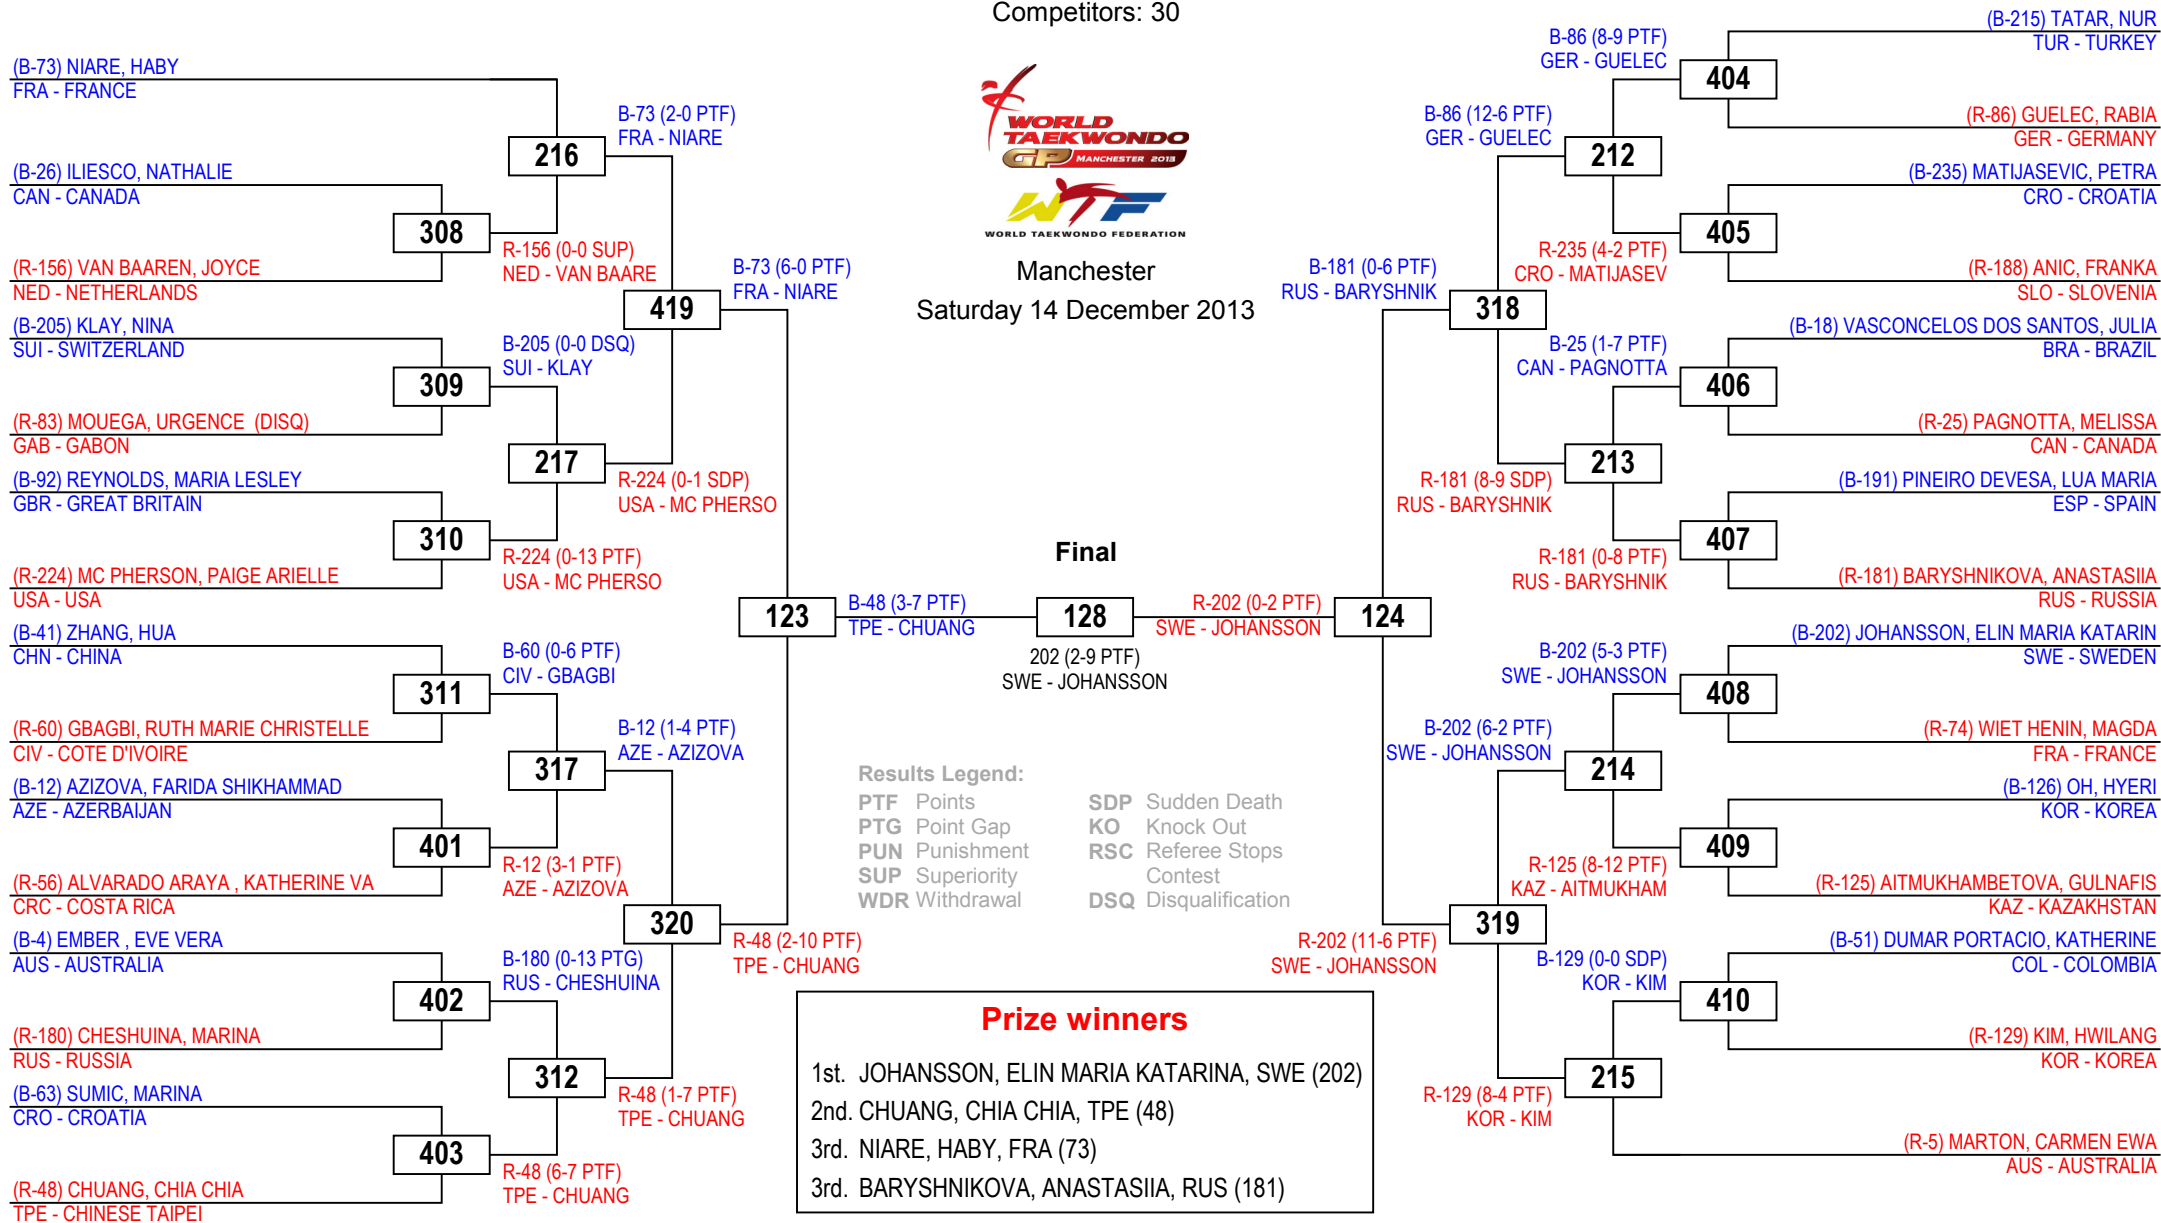 Competitors: 30
(B-73) NIARE, HABY
FRA - FRANCE
(B-26) ILIESCO, NATHALIE
CAN - CANADA
(R-156) VAN BAAREN, JOYCE
NED - NETHERLANDS
(B-205) KLAY, NINA
SUI - SWITZERLAND
(R-83) MOUEGA, URGENCE (DISQ)
GAB - GABON
(B-92) REYNOLDS, MARIA LESLEY
GBR - GREAT BRITAIN
(R-224) MC PHERSON, PAIGE ARIELLE
USA - USA
(B-41) ZHANG, HUA
CHN - CHINA
(R-60) GBAGBI, RUTH MARIE CHRISTELLE
CIV - COTE D'IVOIRE
(B-12) AZIZOVA, FARIDA SHIKHAMMAD
AZE - AZERBAIJAN
(R-56) ALVARADO ARAYA , KATHERINE VA
CRC - COSTA RICA
(B-4) EMBER , EVE VERA
AUS - AUSTRALIA
(R-180) CHESHUINA, MARINA
RUS - RUSSIA
(B-63) SUMIC, MARINA
CRO - CROATIA
(R-48) CHUANG, CHIA CHIA
TPE - CHINESE TAIPEI
308
309
310
311
401
402
403
R-156 (0-0 SUP)
NED - VAN BAARE
B-205 (0-0 DSQ)
SUI - KLAY
R-224 (0-13 PTF)
USA - MC PHERSO
B-60 (0-6 PTF)
CIV - GBAGBI
R-12 (3-1 PTF)
AZE - AZIZOVA
B-180 (0-13 PTG)
RUS - CHESHUINA
R-48 (6-7 PTF)
TPE - CHUANG
216
217
317
312
B-73 (2-0 PTF)
FRA - NIARE
R-224 (0-1 SDP)
USA - MC PHERSO
B-12 (1-4 PTF)
AZE - AZIZOVA
R-48 (1-7 PTF)
TPE - CHUANG
419
320
B-73 (6-0 PTF)
FRA - NIARE
R-48 (2-10 PTF)
TPE - CHUANG
123
B-48 (3-7 PTF)
TPE - CHUANG
WORLD
TAEKWONDO
GP MANCHESTER 2013
WTF
WORLD TAEKWONDO FEDERATION
Manchester
Saturday 14 December 2013
Final
128
202 (2-9 PTF)
SWE - JOHANSSON
R-202 (0-2 PTF)
SWE - JOHANSSON
124
Results Legend:
PTF Points
PTG Point Gap
PUN Punishment
SUP Superiority
WDR Withdrawal
SDP Sudden Death
KO Knock Out
RSC Referee Stops
Contest
DSQ Disqualification
Prize winners
1st. JOHANSSON, ELIN MARIA KATARINA, SWE (202)
2nd. CHUANG, CHIA CHIA, TPE (48)
3rd. NIARE, HABY, FRA (73)
3rd. BARYSHNIKOVA, ANASTASIIA, RUS (181)
B-181 (0-6 PTF)
RUS - BARYSHNIK
R-202 (11-6 PTF)
SWE - JOHANSSON
318
319
B-86 (12-6 PTF)
GER - GUELEC
R-181 (8-9 SDP)
RUS - BARYSHNIK
B-202 (6-2 PTF)
SWE - JOHANSSON
R-129 (8-4 PTF)
KOR - KIM
212
213
214
215
B-86 (8-9 PTF)
GER - GUELEC
R-235 (4-2 PTF)
CRO - MATIJASEV
B-25 (1-7 PTF)
CAN - PAGNOTTA
R-181 (0-8 PTF)
RUS - BARYSHNIK
B-202 (5-3 PTF)
SWE - JOHANSSON
R-125 (8-12 PTF)
KAZ - AITMUKHAM
B-129 (0-0 SDP)
KOR - KIM
404
405
406
407
408
409
410
(B-215) TATAR, NUR
TUR - TURKEY
(R-86) GUELEC, RABIA
GER - GERMANY
(B-235) MATIJASEVIC, PETRA
CRO - CROATIA
(R-188) ANIC, FRANKA
SLO - SLOVENIA
(B-18) VASCONCELOS DOS SANTOS, JULIA
BRA - BRAZIL
(R-25) PAGNOTTA, MELISSA
CAN - CANADA
(B-191) PINEIRO DEVESA, LUA MARIA
ESP - SPAIN
(R-181) BARYSHNIKOVA, ANASTASIIA
RUS - RUSSIA
(B-202) JOHANSSON, ELIN MARIA KATARIN
SWE - SWEDEN
(R-74) WIET HENIN, MAGDA
FRA - FRANCE
(B-126) OH, HYERI
KOR - KOREA
(R-125) AITMUKHAMBETOVA, GULNAFIS
KAZ - KAZAKHSTAN
(B-51) DUMAR PORTACIO, KATHERINE
COL - COLOMBIA
(R-129) KIM, HWILANG
KOR - KOREA
(R-5) MARTON, CARMEN EWA
AUS - AUSTRALIA